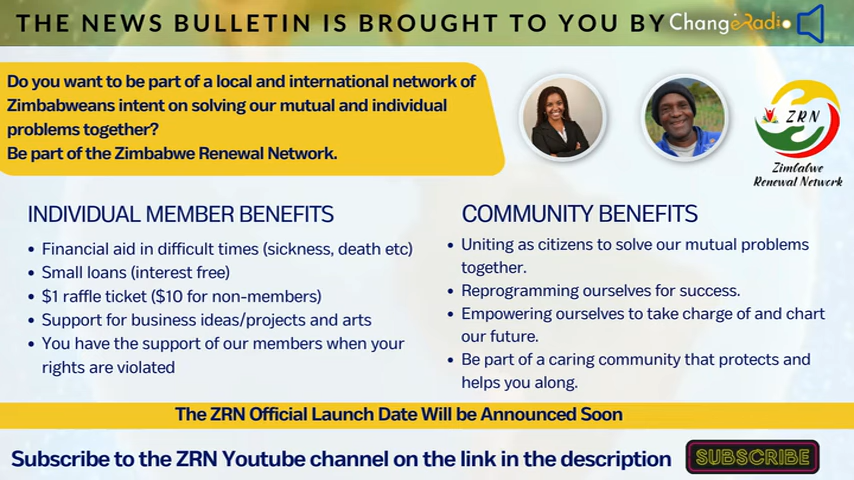 THE NEWS BULLETIN IS BROUGHT TO YOU BY ChangeRadio
Do you want to be part of a local and international network of
Zimbabweans intent on solving our mutual and individual
problems together?
Be part of the Zimbabwe Renewal Network.
ZRN
Zimbabwe
Renewal Network
INDIVIDUAL MEMBER BENEFITS
• Financial aid in difficult times (sickness, death etc)
• Small loans (interest free)
• $1 raffle ticket ($10 for non-members)
• Support for business ideas/projects and arts
• You have the support of our members when your
rights are violated
COMMUNITY BENEFITS
• Uniting as citizens to solve our mutual problems
together.
• Reprogramming ourselves for success.
• Empowering ourselves to take charge of and chart
our future.
• Be part of a caring community that protects and
helps you along.
The ZRN Official Launch Date Will be Announced Soon
Subscribe to the ZRN Youtube channel on the link in the description
SUBSCRIBE